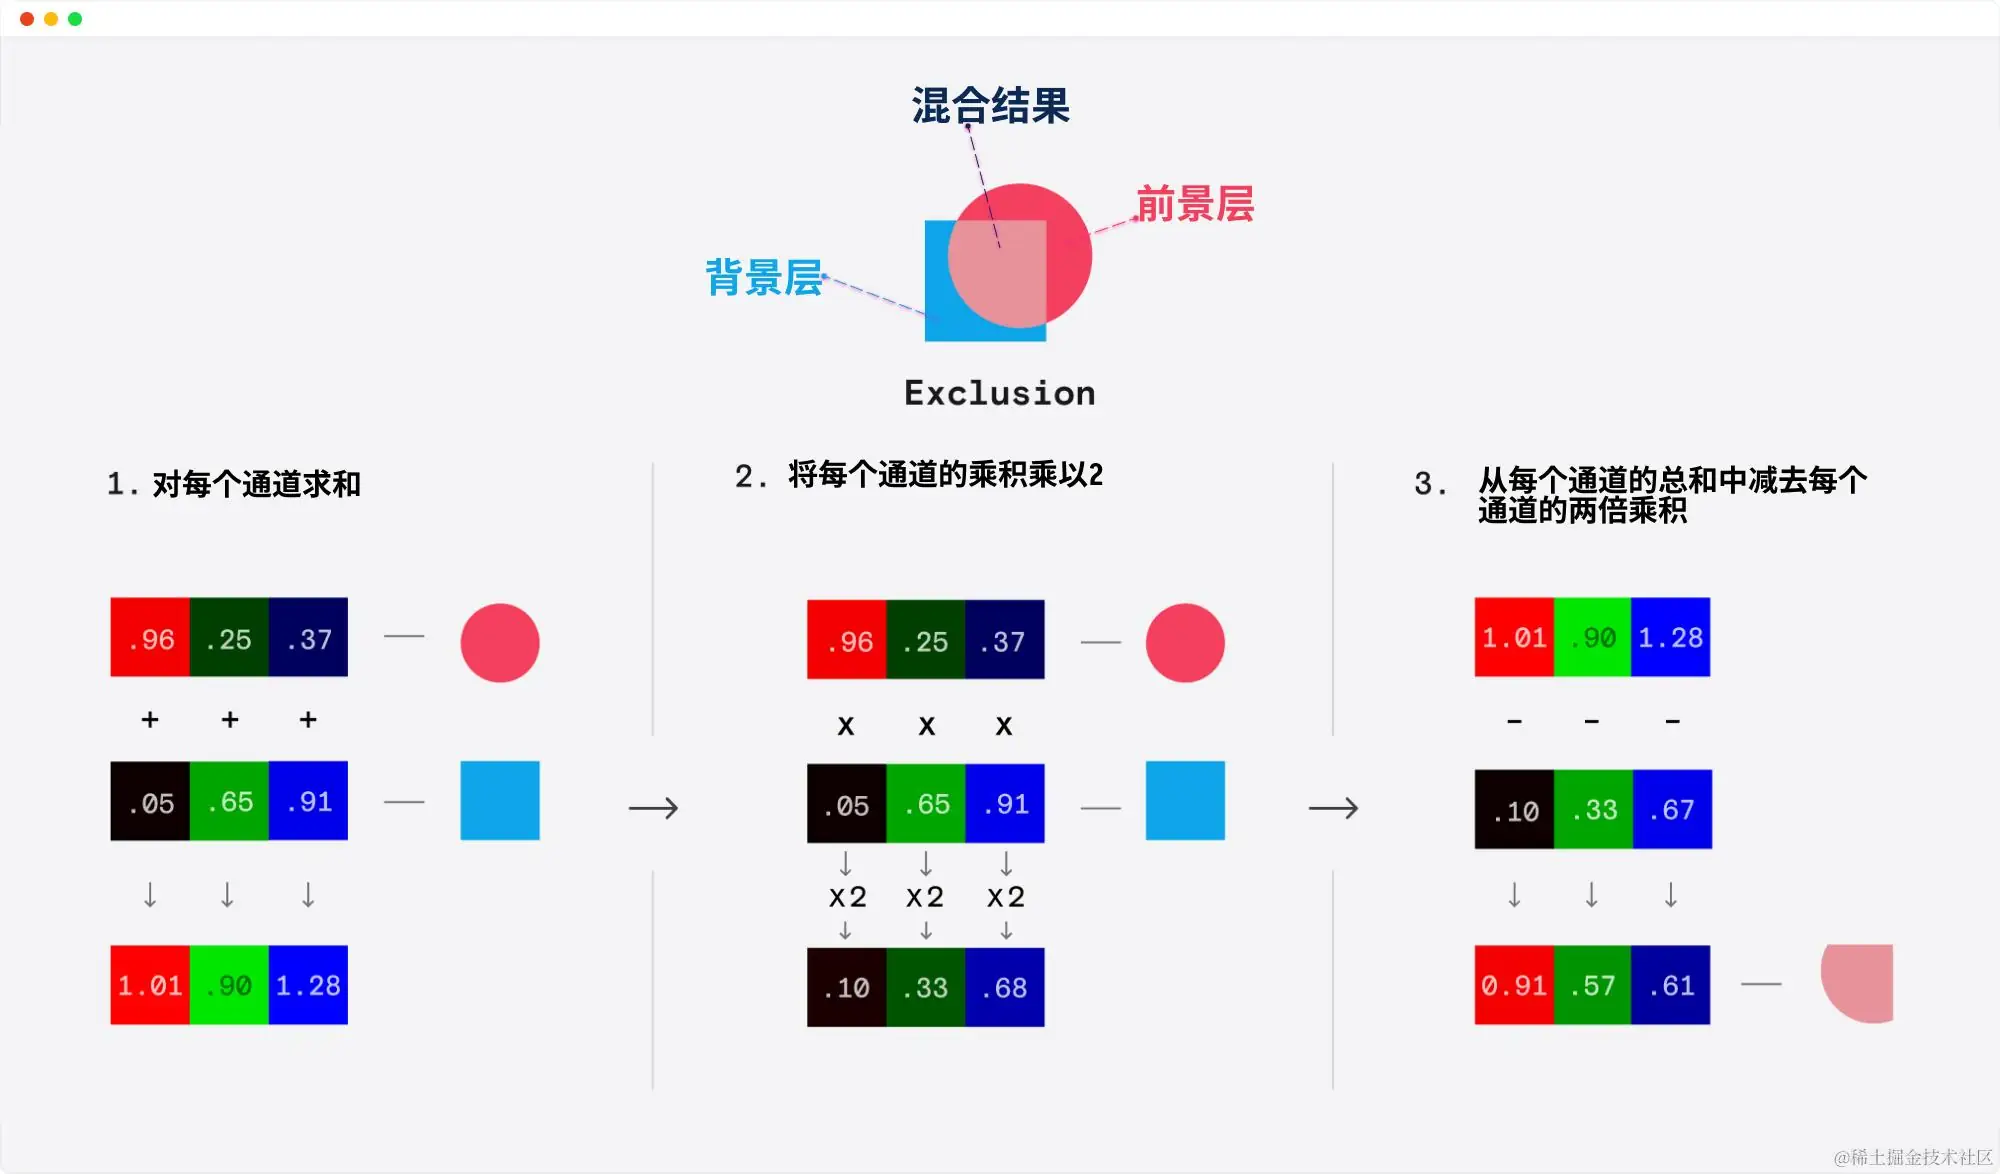 混合结果
前景层
背景层
Exclusion
1. 对每个通道求和
.96 .25 .37
+ + +
.05 .65 .91
↓ ↓ ↓
1.01 .90 1.28
2. 将每个通道的乘积乘以2
.96 .25 .37
x x x
.05 .65 .91
↓ ↓ ↓
x2 x2 x2
↓ ↓ ↓
.10 .33 .68
3. 从每个通道的总和中减去每个
通道的两倍乘积
1.01 .90 1.28
- - -
.10 .33 .67
↓ ↓ ↓
0.91 .57 .61
@稀土掘金技术社区